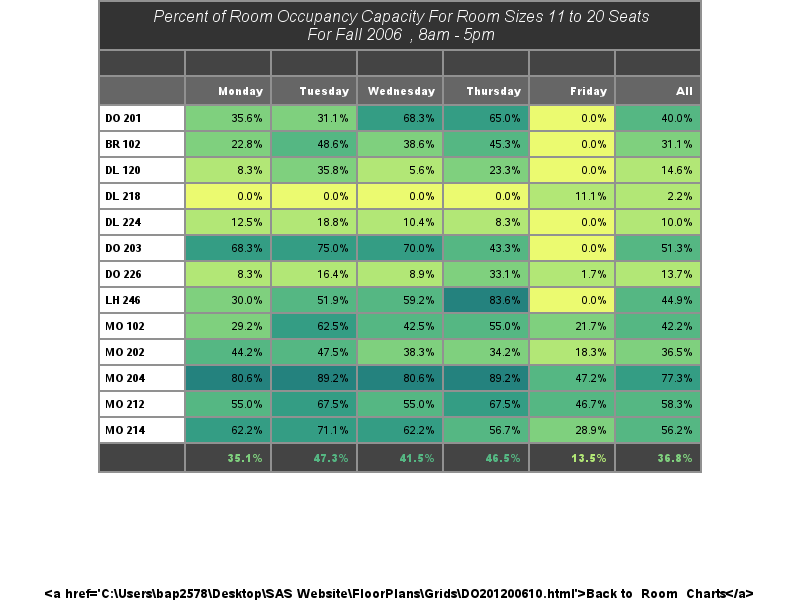 Percent of Room Occupancy Capacity For Room Sizes 11 to 20 Seats
For Fall 2006 , 8am - 5pm
Monday Tuesday Wednesday Thursday Friday All
DO 201 35.6% 31.1% 68.3% 65.0% 0.0% 40.0%
BR 102 22.8% 48.6% 38.6% 45.3% 0.0% 31.1%
DL 120 8.3% 35.8% 5.6% 23.3% 0.0% 14.6%
DL 218 0.0% 0.0% 0.0% 0.0% 11.1% 2.2%
DL 224 12.5% 18.8% 10.4% 8.3% 0.0% 10.0%
DO 203 68.3% 75.0% 70.0% 43.3% 0.0% 51.3%
DO 226 8.3% 16.4% 8.9% 33.1% 1.7% 13.7%
LH 246 30.0% 51.9% 59.2% 83.6% 0.0% 44.9%
MO 102 29.2% 62.5% 42.5% 55.0% 21.7% 42.2%
MO 202 44.2% 47.5% 38.3% 34.2% 18.3% 36.5%
MO 204 80.6% 89.2% 80.6% 89.2% 47.2% 77.3%
MO 212 55.0% 67.5% 55.0% 67.5% 46.7% 58.3%
MO 214 62.2% 71.1% 62.2% 56.7% 28.9% 56.2%
35.1% 47.3% 41.5% 46.5% 13.5% 36.8%
<a href='C:\Users\bap2578\Desktop\SAS Website\FloorPlans\Grids\DO201200610.html'>Back to Room Charts</a>